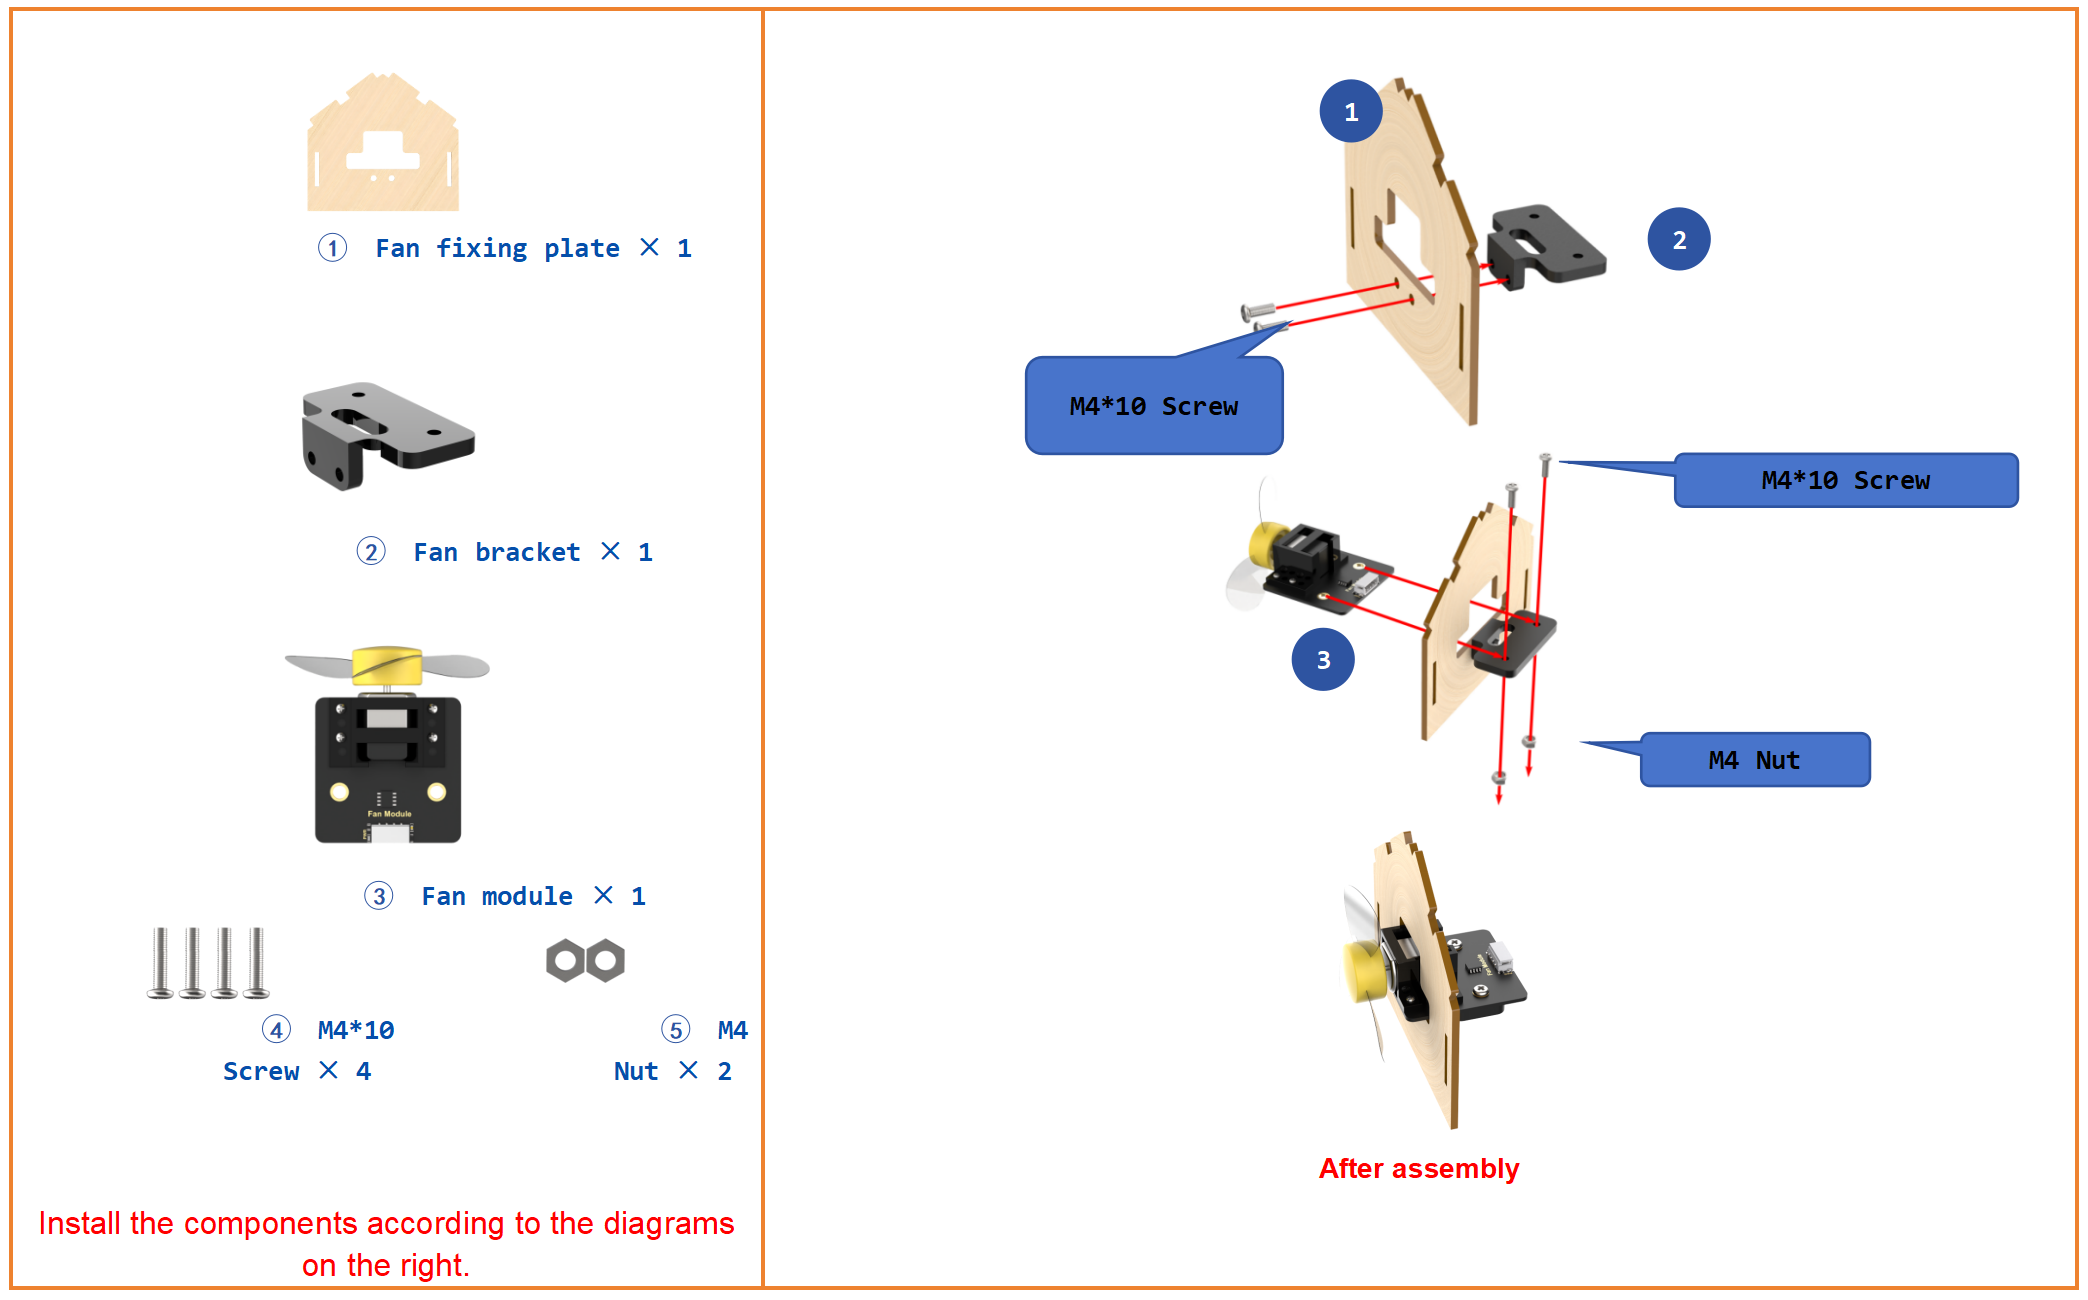 ① Fan fixing plate × 1
② Fan bracket × 1
Fan Module
③ Fan module × 1
④ M4*10
Screw × 4
⑤ M4
Nut × 2
Install the components according to the diagrams
on the right.
1
2
M4*10 Screw
M4*10 Screw
3
M4 Nut
Fan Module
After assembly